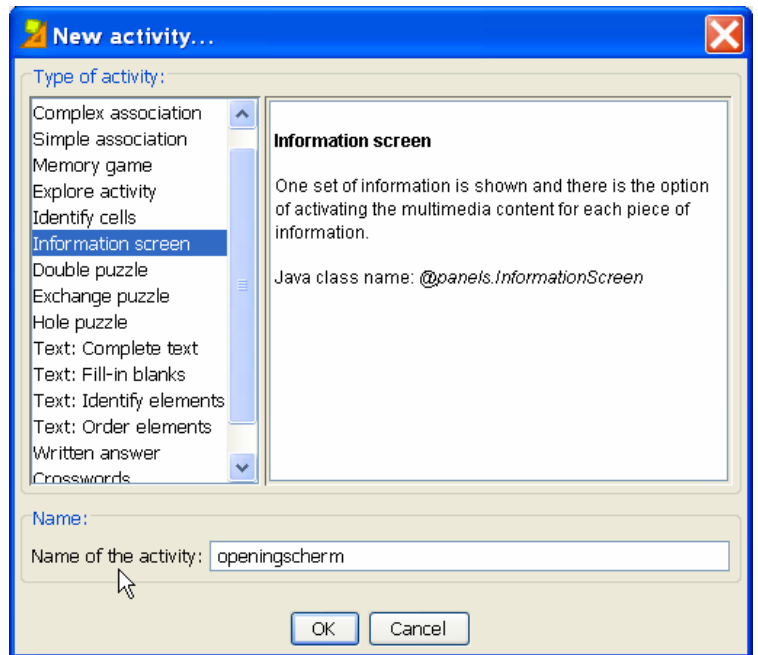 New activity...
Type of activity:
Complex association
Simple association
Memory game
Explore activity
Identify cells
Information screen
Double puzzle
Exchange puzzle
Hole puzzle
Text: Complete text
Text: Fill-in blanks
Text: Identify elements
Text: Order elements
Written answer
Crosswords
Information screen
One set of information is shown and there is the option
of activating the multimedia content for each piece of
information.
Java class name: @panels.InformationScreen
Name:
Name of the activity: openingscherm
OK Cancel